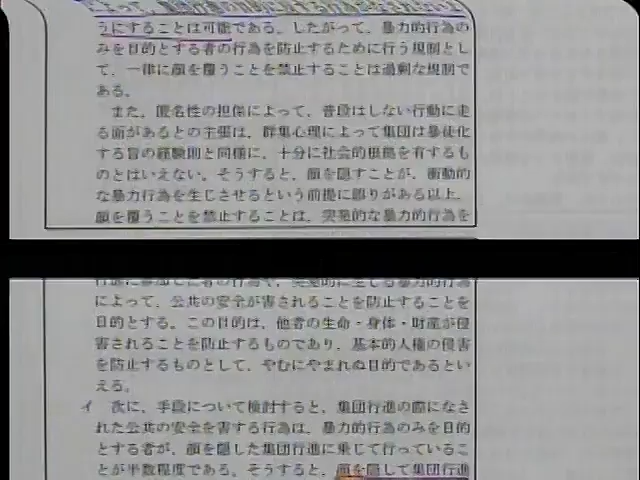 うにすることは可能である。したがって、暴力的行為の
みを目的とする者の行為を防止するために行う規制とし
て、一律に顔を覆うことを禁止することは過剰な規制で
ある。
また、匿名性の担保によって、普段はしない行動に走
る面があるとの主張は、群集心理によって集団は暴徒化
する旨の経験則と同様に、十分に社会的根拠を有するも
のとはいえない。そうすると、顔を隠すことが、衝動的
な暴力行為を生じさせるという前提に誤りがある以上、
顔を覆うことを禁止することは、突発的な暴力的行為を
によって、公共の安全が害されることを防止することを
目的とする。この目的は、他者の生命・身体・財産が侵
害されることを防止するものであり、基本的人権の侵害
を防止するものとして、やむにやまれぬ目的であるとい
える。
イ 次に、手段について検討すると、集団行進の際になさ
れた公共の安全を害する行為は、暴力的行為のみを目的
とする者が、顔を隠した集団行進に乗じて行っているこ
とが半数程度である。そうすると、顔を隠して集団行進